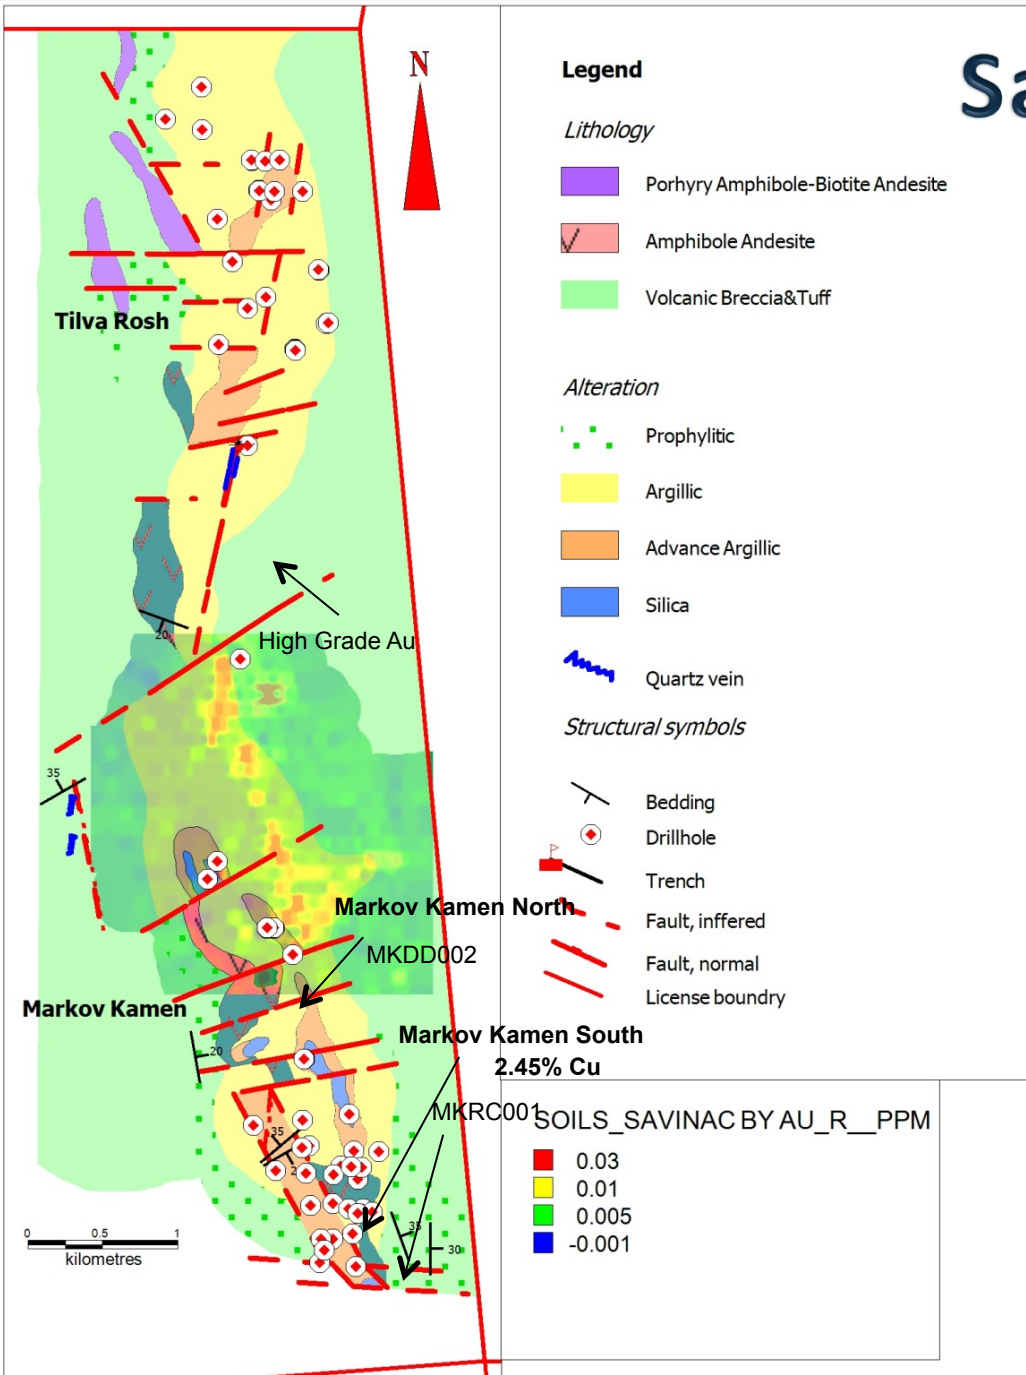 Sa
N
Legend
Lithology
Porhyry Amphibole-Biotite Andesite
Amphibole Andesite
Volcanic Breccia&Tuff
Alteration
Prophylitic
Argillic
Advance Argillic
Silica
Quartz vein
Structural symbols
Bedding
Drillhole
Trench
Fault, inffered
Fault, normal
License boundry
SOILS_SAVINAC BY AU_R__PPM
0.03
0.01
0.005
-0.001
Tilva Rosh
High Grade Au
20
35
Markov Kamen North
MKDD002
Markov Kamen
Markov Kamen South
2.45% Cu
20
MKRC001
35
2
35
30
0 0.5 1
kilometres